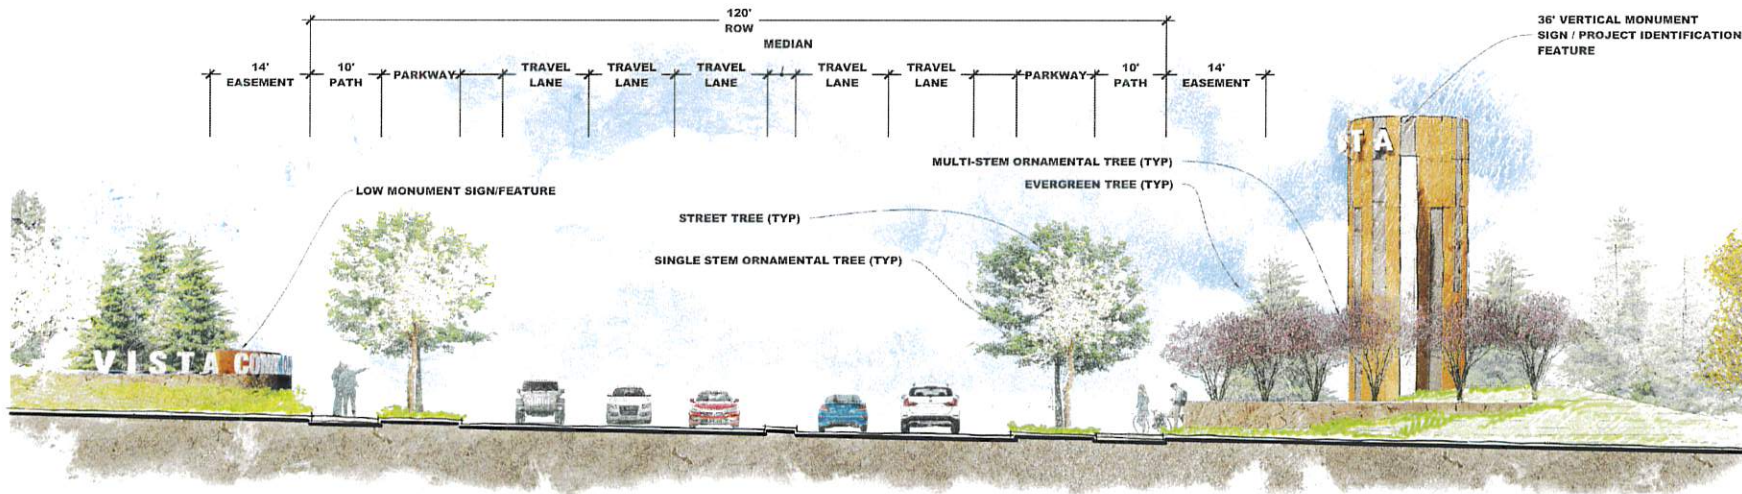 120'
ROW
MEDIAN
36' VERTICAL MONUMENT
SIGN / PROJECT IDENTIFICATION
FEATURE
14'
EASEMENT
10'
PATH
PARKWAY
TRAVEL
LANE
TRAVEL
LANE
TRAVEL
LANE
TRAVEL
LANE
TRAVEL
LANE
PARKWAY
10'
PATH
14'
EASEMENT
STA
MULTI-STEM ORNAMENTAL TREE (TYP)
EVERGREEN TREE (TYP)
LOW MONUMENT SIGN/FEATURE
STREET TREE (TYP)
SINGLE STEM ORNAMENTAL TREE (TYP)
VISTA